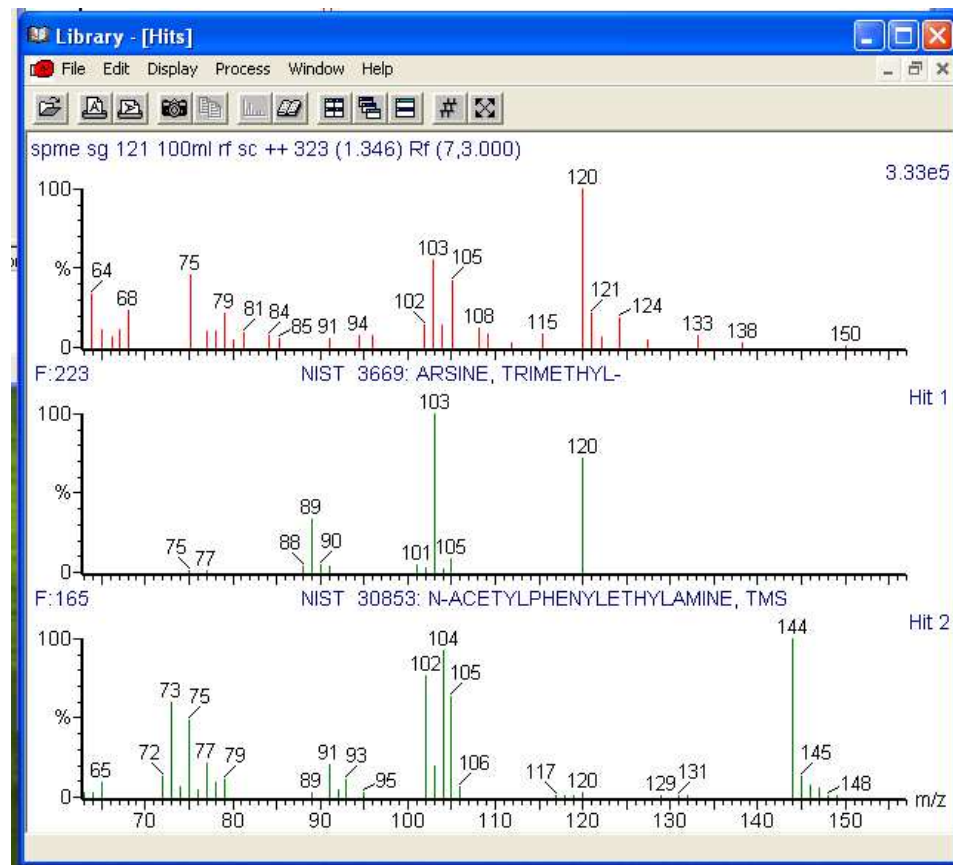 Library - [Hits]
File Edit Display Process Window Help
spme sg 121 100ml rf sc ++ 323 (1.346) Rf (7,3.000)
3.33e5
100
%
0
64 68 75 79 81 84 85 91 94 102 103 105 108 115 120 121 124 133 138 150
F:223 NIST 3669: ARSINE, TRIMETHYL- Hit 1
100
%
0
75 77 88 89 90 101 103 105 120
F:165 NIST 30853: N-ACETYLPHENYLETHYLAMINE, TMS Hit 2
100
%
0
65 72 73 75 77 79 89 91 93 95 102 104 105 106 117 120 129 131 144 145 148
m/z
70 80 90 100 110 120 130 140 150